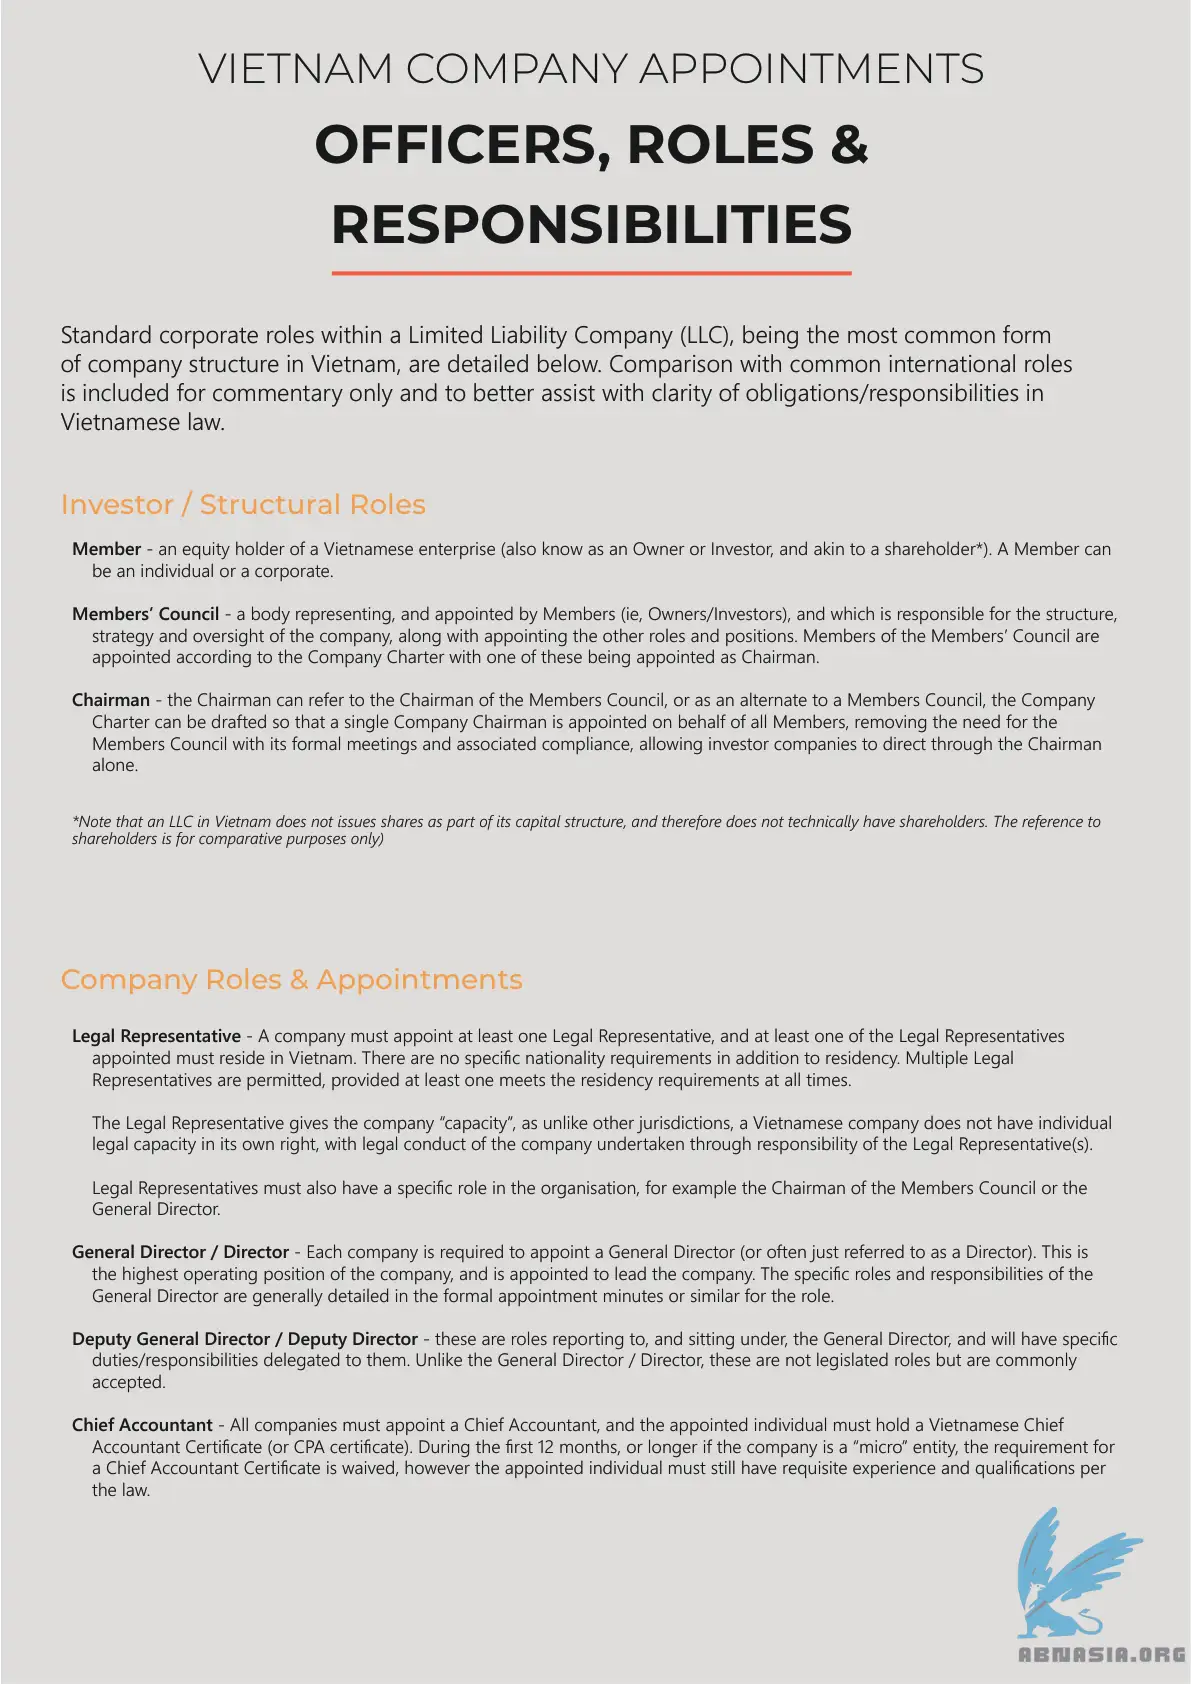 VIETNAM COMPANY APPOINTMENTS
OFFICERS, ROLES &
RESPONSIBILITIES
Standard corporate roles within a Limited Liability Company (LLC), being the most common form
of company structure in Vietnam, are detailed below. Comparison with common international roles
is included for commentary only and to better assist with clarity of obligations/responsibilities in
Vietnamese law.
Investor / Structural Roles
Member - an equity holder of a Vietnamese enterprise (also know as an Owner or Investor, and akin to a shareholder*). A Member can
be an individual or a corporate.
Members’ Council - a body representing, and appointed by Members (ie, Owners/Investors), and which is responsible for the structure,
strategy and oversight of the company, along with appointing the other roles and positions. Members of the Members’ Council are
appointed according to the Company Charter with one of these being appointed as Chairman.
Chairman - the Chairman can refer to the Chairman of the Members Council, or as an alternate to a Members Council, the Company
Charter can be drafted so that a single Company Chairman is appointed on behalf of all Members, removing the need for the
Members Council with its formal meetings and associated compliance, allowing investor companies to direct through the Chairman
alone.
*Note that an LLC in Vietnam does not issues shares as part of its capital structure, and therefore does not technically have shareholders. The reference to
shareholders is for comparative purposes only)
Company Roles & Appointments
Legal Representative - A company must appoint at least one Legal Representative, and at least one of the Legal Representatives
appointed must reside in Vietnam. There are no specific nationality requirements in addition to residency. Multiple Legal
Representatives are permitted, provided at least one meets the residency requirements at all times.
The Legal Representative gives the company “capacity”, as unlike other jurisdictions, a Vietnamese company does not have individual
legal capacity in its own right, with legal conduct of the company undertaken through responsibility of the Legal Representative(s).
Legal Representatives must also have a specific role in the organisation, for example the Chairman of the Members Council or the
General Director.
General Director / Director - Each company is required to appoint a General Director (or often just referred to as a Director). This is
the highest operating position of the company, and is appointed to lead the company. The specific roles and responsibilities of the
General Director are generally detailed in the formal appointment minutes or similar for the role.
Deputy General Director / Deputy Director - these are roles reporting to, and sitting under, the General Director, and will have specific
duties/responsibilities delegated to them. Unlike the General Director / Director, these are not legislated roles but are commonly
accepted.
Chief Accountant - All companies must appoint a Chief Accountant, and the appointed individual must hold a Vietnamese Chief
Accountant Certificate (or CPA certificate). During the first 12 months, or longer if the company is a “micro” entity, the requirement for
a Chief Accountant Certificate is waived, however the appointed individual must still have requisite experience and qualifications per
the law.
ABNASIA.ORG